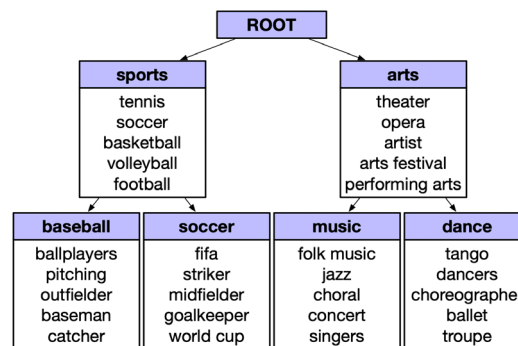 ROOT
sports
tennis
soccer
basketball
volleyball
football
arts
theater
opera
artist
arts festival
performing arts
baseball
ballplayers
pitching
outfielder
baseman
catcher
soccer
fifa
striker
midfielder
goalkeeper
world cup
music
folk music
jazz
choral
concert
singers
dance
tango
dancers
choreographe
ballet
troupe